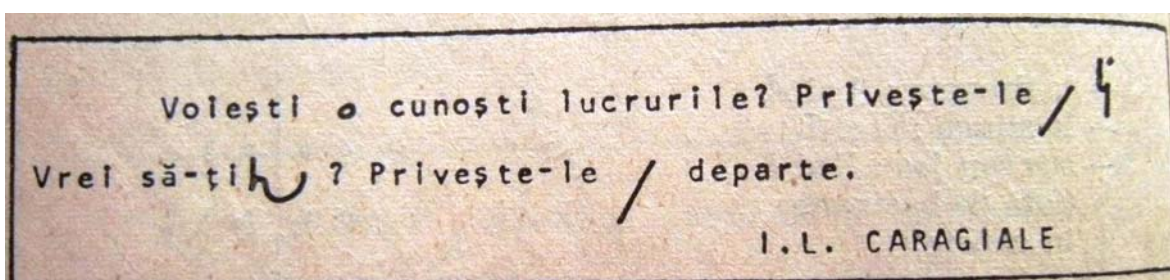 Voiești o cunoști lucrurile? Privește-le /
Vrei să-ți ? Privește-le / departe.
I.L. CARAGIALE